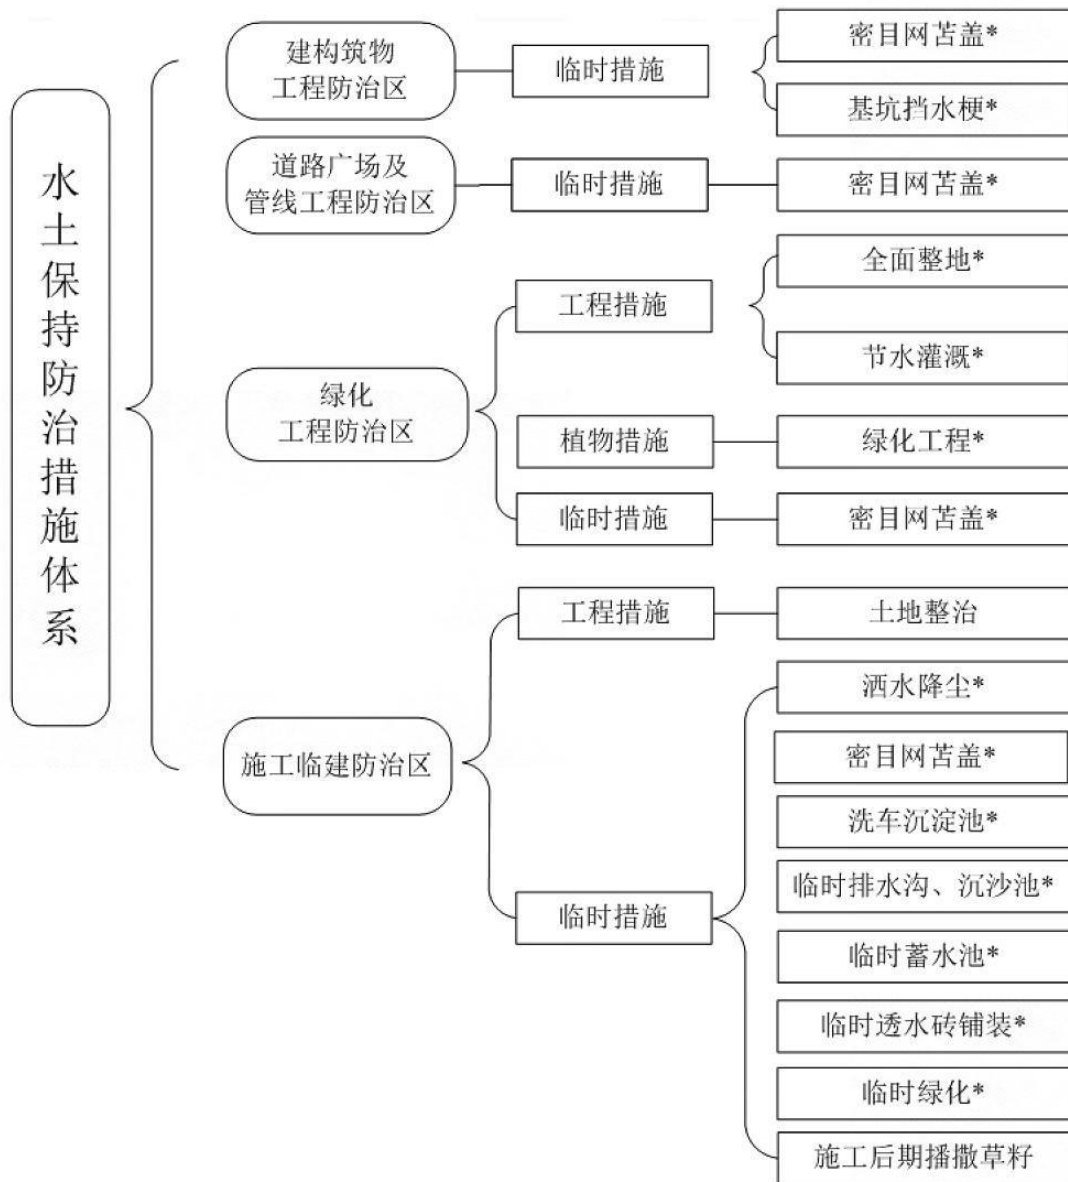 水土保持防治措施体系
建构筑物
工程防治区
临时措施
密目网苫盖*
基坑挡水梗*
道路广场及
管线工程防治区
临时措施
密目网苫盖*
绿化
工程防治区
工程措施
全面整地*
节水灌溉*
植物措施
绿化工程*
临时措施
密目网苫盖*
施工临建防治区
工程措施
土地整治
临时措施
洒水降尘*
密目网苫盖*
洗车沉淀池*
临时排水沟、沉沙池*
临时蓄水池*
临时透水砖铺装*
临时绿化*
施工后期播撒草籽